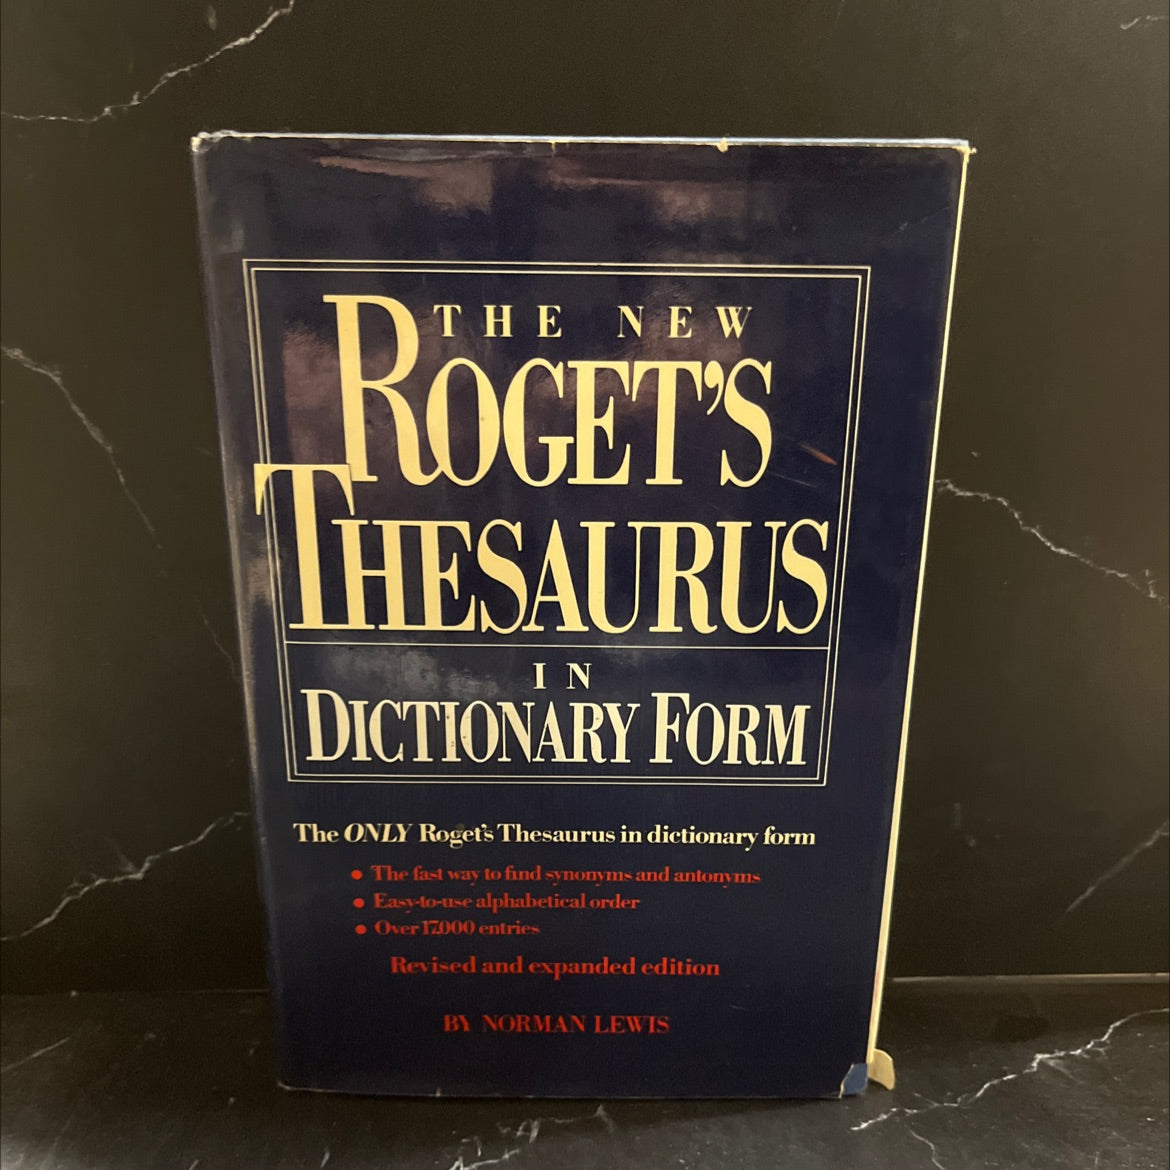 THE NEW
ROGET'S
THESAURUS
IN
DICTIONARY FORM
The ONLY Roget's Thesaurus in dictionary form
• The fast way to find synonyms and antonyms
• Easy-to-use alphabetical order
• Over 17,000 entries
Revised and expanded edition
BY NORMAN LEWIS